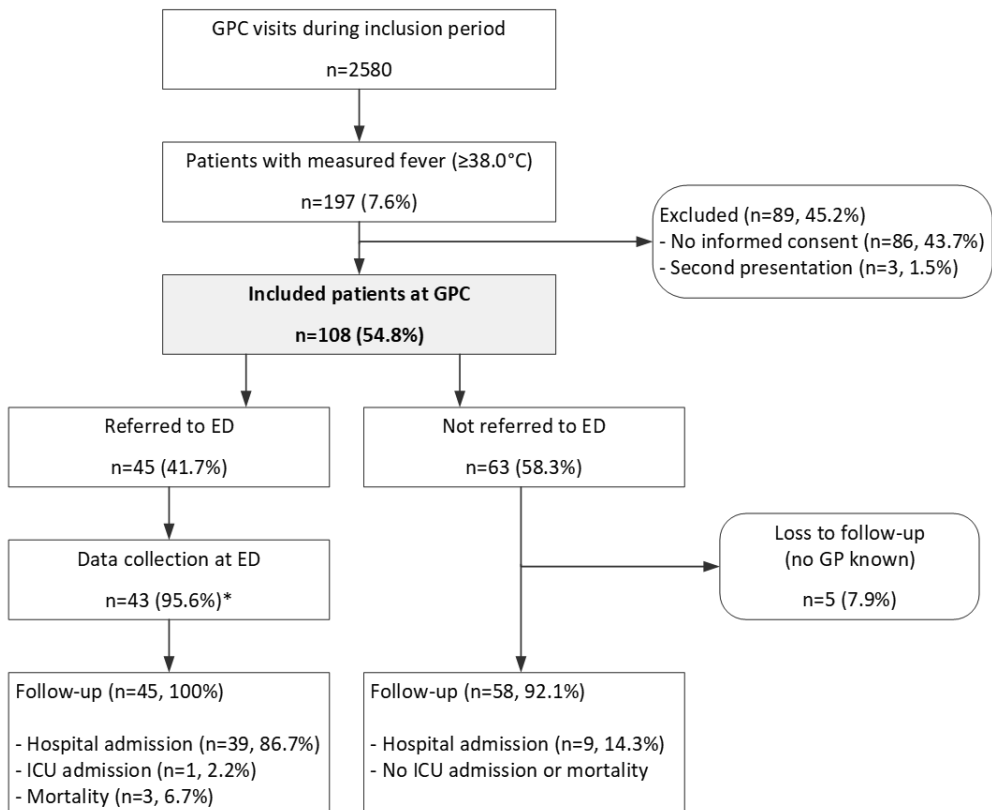 GPC visits during inclusion period
n=2580
Patients with measured fever (≥38.0°C)
n=197 (7.6%)
Excluded (n=89, 45.2%)
- No informed consent (n=86, 43.7%)
- Second presentation (n=3, 1.5%)
Included patients at GPC
n=108 (54.8%)
Referred to ED
n=45 (41.7%)
Not referred to ED
n=63 (58.3%)
Data collection at ED
n=43 (95.6%)*
Loss to follow-up
(no GP known)
n=5 (7.9%)
Follow-up (n=45, 100%)
- Hospital admission (n=39, 86.7%)
- ICU admission (n=1, 2.2%)
- Mortality (n=3, 6.7%)
Follow-up (n=58, 92.1%)
- Hospital admission (n=9, 14.3%)
- No ICU admission or mortality